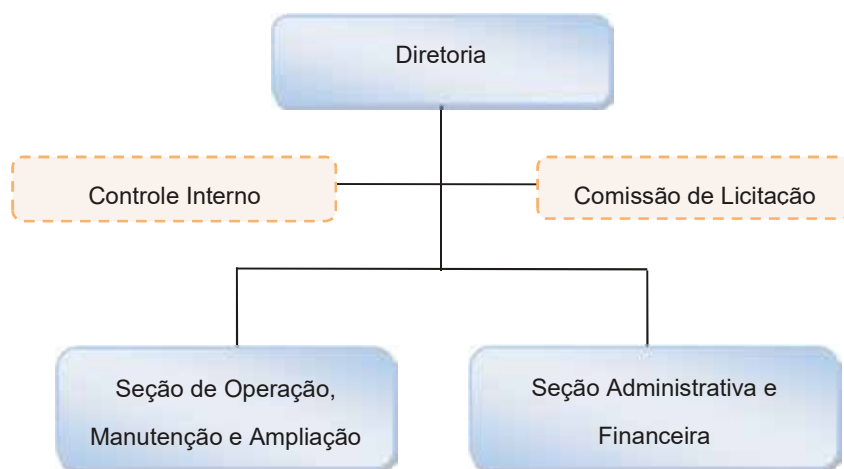 Diretoria
Controle Interno
Comissão de Licitação
Seção de Operação,
Manutenção e Ampliação
Seção Administrativa e
Financeira